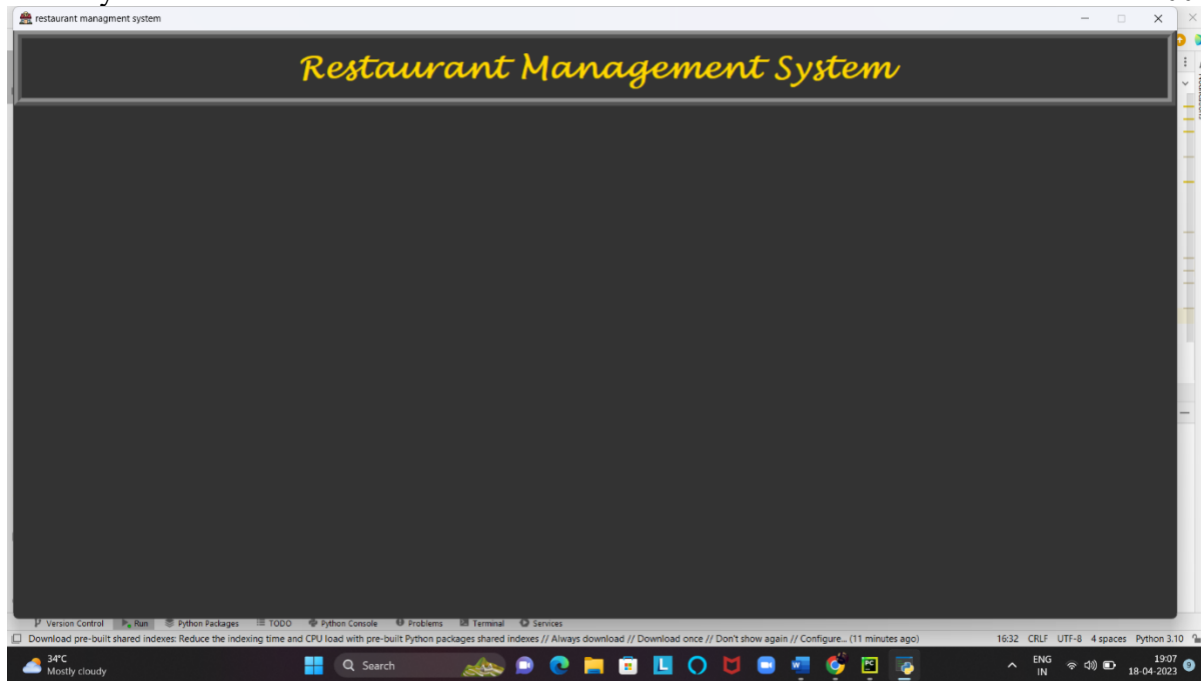 restaurant managment system
Restaurant Management System
Version Control Run Python Packages TODO Python Console Problems Terminal Services
Download pre-built shared indexes: Reduce the indexing time and CPU load with pre-built Python packages shared indexes // Always download // Download once // Don't show again // Configure... (11 minutes ago) 16:32 CRLF UTF-8 4 spaces Python 3.10
34°C
Mostly cloudy
Search
ENG
IN
19:07
18-04-2023